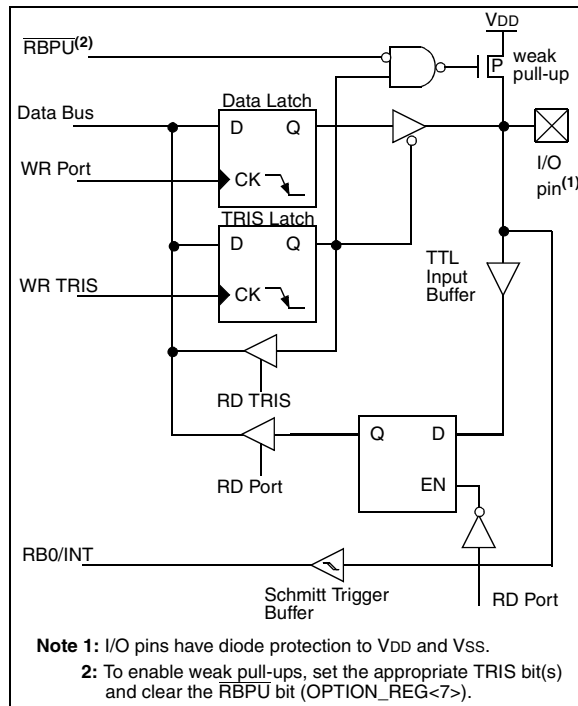 VDD
RBPU(2)
P
weak
pull-up
Data Latch
Data Bus
D Q
I/O
pin(1)
WR Port
CK
TRIS Latch
D Q
TTL
Input
Buffer
WR TRIS
CK
RD TRIS
Q D
RD Port
EN
RB0/INT
Schmitt Trigger
Buffer
RD Port
Note 1: I/O pins have diode protection to VDD and VSS.
2: To enable weak pull-ups, set the appropriate TRIS bit(s)
and clear the RBPU bit (OPTION_REG<7>).